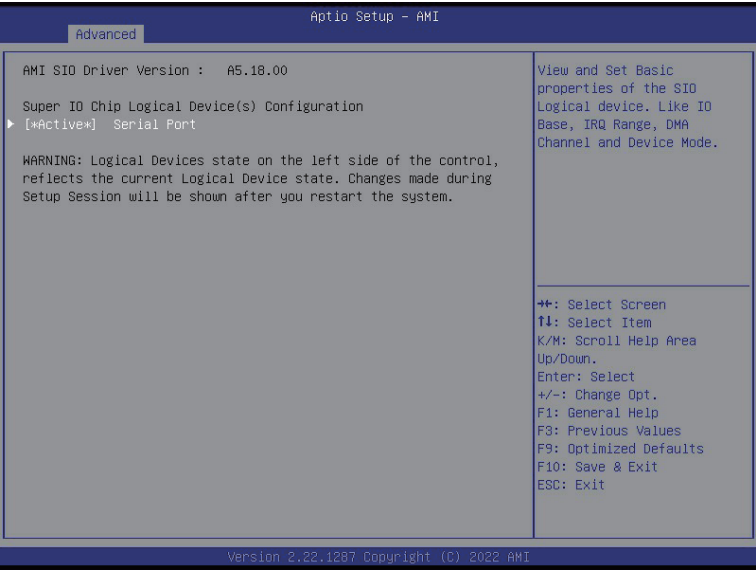 Aptio Setup - AMI
Advanced
AMI SIO Driver Version : A5.18.00
Super IO Chip Logical Device(s) Configuration
[*Active*] Serial Port
WARNING: Logical Devices state on the left side of the control,
reflects the current Logical Device state. Changes made during
Setup Session will be shown after you restart the system.
View and Set Basic
properties of the SIO
Logical device. Like IO
Base, IRQ Range, DMA
Channel and Device Mode.
→←: Select Screen
↑↓: Select Item
K/M: Scroll Help Area
Up/Down.
Enter: Select
+/-: Change Opt.
F1: General Help
F3: Previous Values
F9: Optimized Defaults
F10: Save & Exit
ESC: Exit
Version 2.22.1287 Copyright (C) 2022 AMI